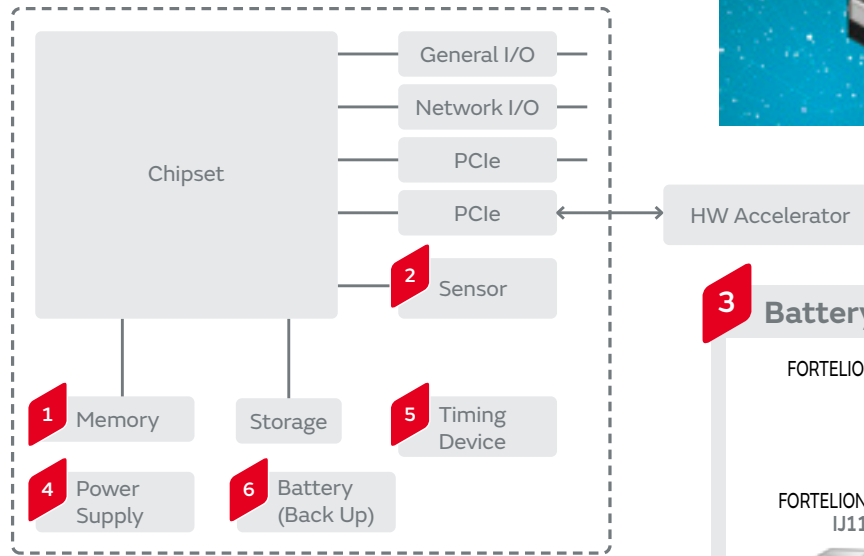 General I/O
Network I/O
Chipset
PCIe
PCIe
HW Accelerator
2
Sensor
1
Memory
Storage
5
Timing
Device
4
Power
Supply
6
Battery
(Back Up)
3
Battery
FORTELIO
FORTELION
IJ11